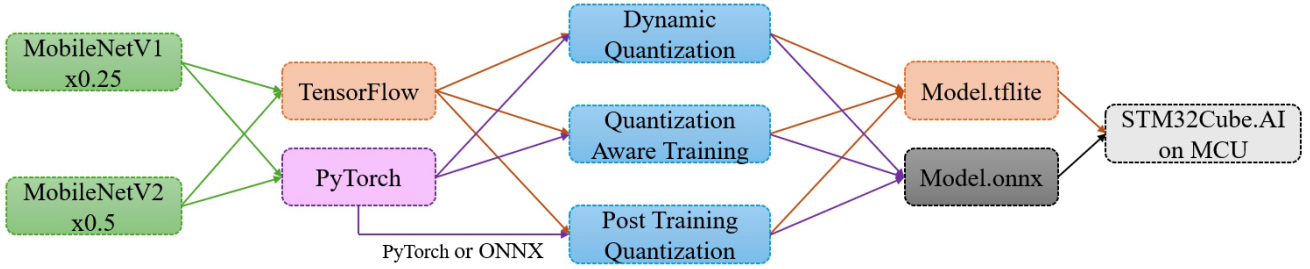 MobileNetV1
x0.25
MobileNetV2
x0.5
TensorFlow
PyTorch
PyTorch or ONNX
Dynamic
Quantization
Quantization
Aware Training
Post Training
Quantization
Model.tflite
Model.onnx
STM32Cube.AI
on MCU